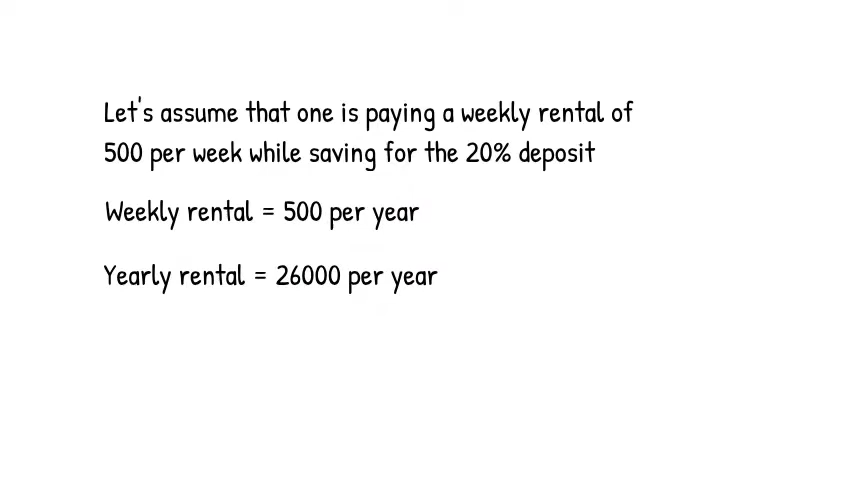 Let's assume that one is paying a weekly rental of
500 per week while saving for the 20% deposit
Weekly rental = 500 per year
Yearly rental = 26000 per year